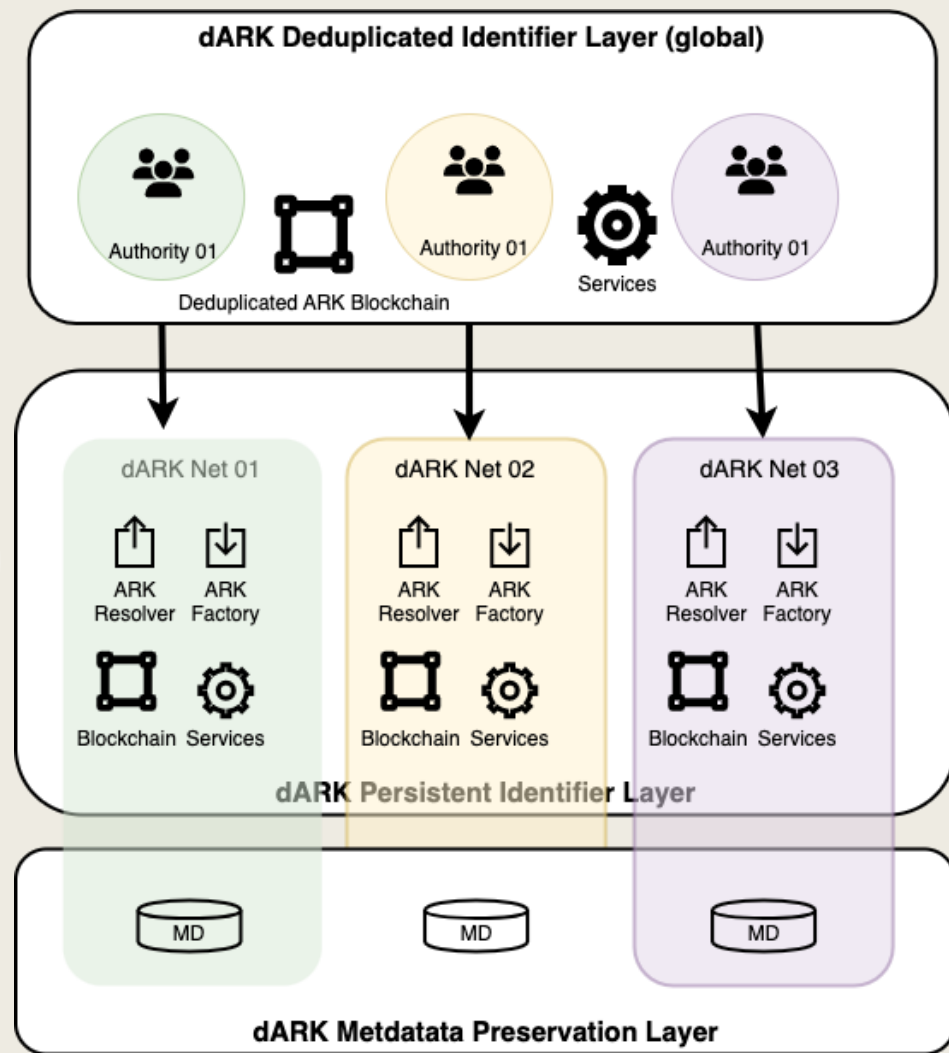 dARK Deduplicated Identifier Layer (global)
Authority 01
Authority 01
Authority 01
Services
Deduplicated ARK Blockchain
dARK Net 01
dARK Net 02
dARK Net 03
ARK
Resolver
ARK
Factory
ARK
Resolver
ARK
Factory
ARK
Resolver
ARK
Factory
Blockchain
Services
Blockchain
Services
Blockchain
Services
dARK Persistent Identifier Layer
MD
MD
MD
dARK Metdatata Preservation Layer